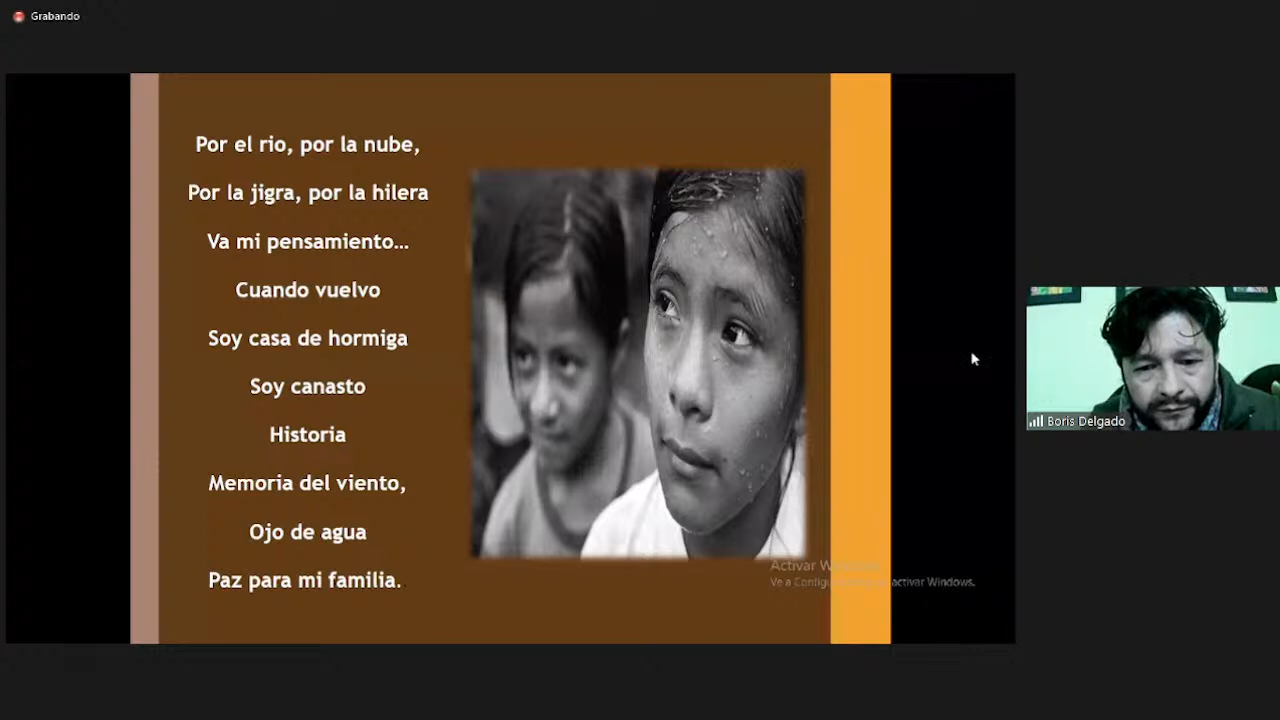 Grabando
Por el rio, por la nube,
Por la jigra, por la hilera
Va mi pensamiento...
Cuando vuelvo
Soy casa de hormiga
Soy canasto
Historia
Memoria del viento,
Ojo de agua
Paz para mi familia.
Activar
Ve a activar Windows.
Boris Delgado